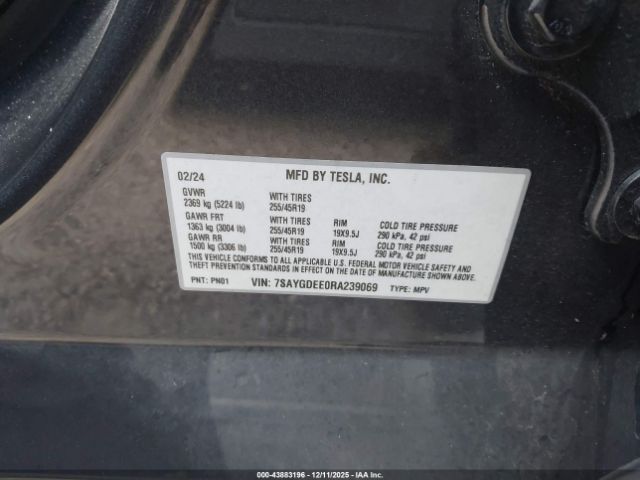 02/24 MFD BY TESLA, INC.
GVWR
2369 kg (5224 lb) WITH TIRES 255/45R19
GAWR FRT
1363 kg (3004 lb) WITH TIRES 255/45R19 RIM 19X9.5J COLD TIRE PRESSURE 290 kPa, 42 psi
GAWR RR
1500 kg (3306 lb) WITH TIRES 255/45R19 RIM 19X9.5J COLD TIRE PRESSURE 290 kPa, 42 psi
THIS VEHICLE CONFORMS TO ALL APPLICABLE U.S. FEDERAL MOTOR VEHICLE SAFETY AND
THEFT PREVENTION STANDARDS IN EFFECT ON THE DATE OF MANUFACTURE SHOWN ABOVE.
PNT: PN01 VIN: 7SAYGDEE0RA239069 TYPE: MPV
000-43883196 - 12/11/2025 - IAA Inc.